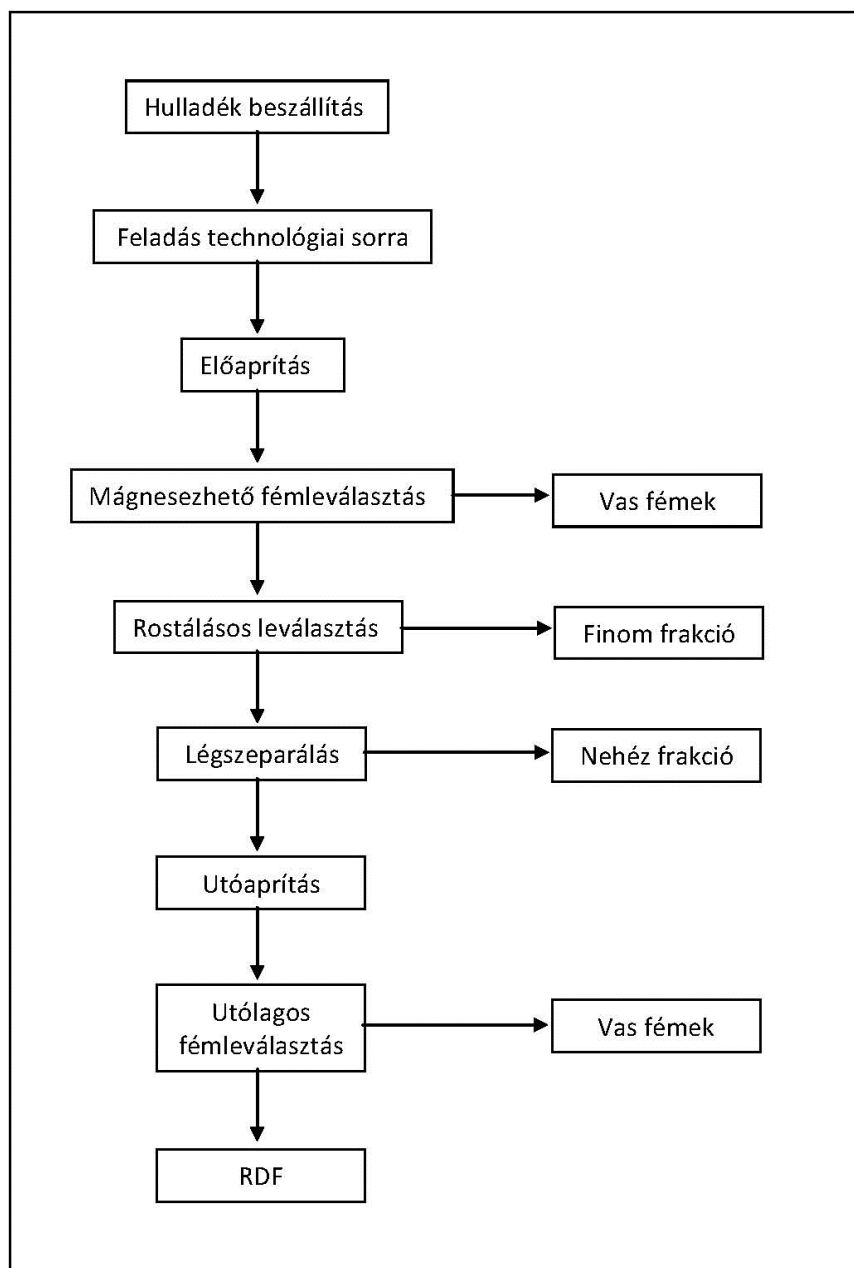 Hulladék beszállítás
Feladás technológiai sorra
Előaprítás
Mágnesezhető fémleválasztás
Vas fémek
Rostálásos leválasztás
Finom frakció
Légszeparálás
Nehéz frakció
Utóaprítás
Utólagos
fémleválasztás
Vas fémek
RDF